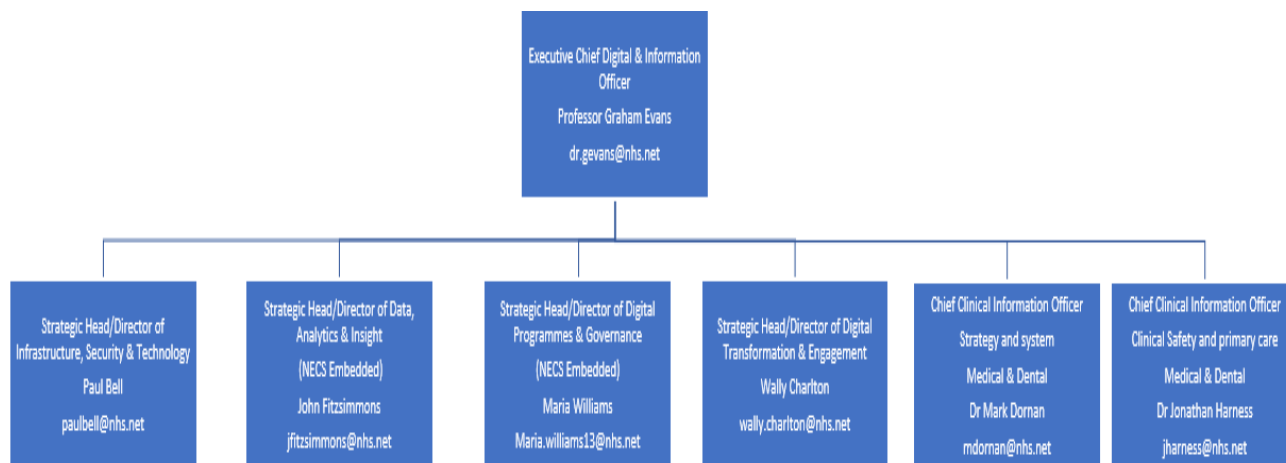 Executive Chief Digital & Information
Officer
Professor Graham Evans
dr.gevans@nhs.net
Strategic Head/Director of
Infrastructure, Security & Technology
Paul Bell
paulbell@nhs.net
Strategic Head/Director of Data,
Analytics & Insight
(NECS Embedded)
John Fitzsimmons
jfitzsimmons@nhs.net
Strategic Head/Director of Digital
Programmes & Governance
(NECS Embedded)
Maria Williams
Maria.williams13@nhs.net
Strategic Head/Director of Digital
Transformation & Engagement
Wally Charlton
wally.charlton@nhs.net
Chief Clinical Information Officer
Strategy and system
Medical & Dental
Dr Mark Dornan
mdornan@nhs.net
Chief Clinical Information Officer
Clinical Safety and primary care
Medical & Dental
Dr Jonathan Harness
jharness@nhs.net